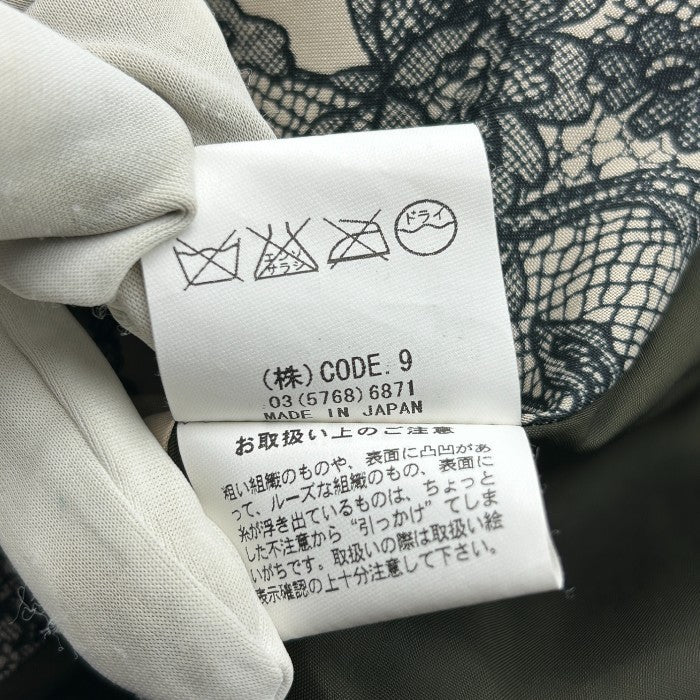 エンソ
サラシ
ドライ
(株)CODE.9
03(5768)6871
MADE IN JAPAN
お取扱い上のご注意
粗い組織のものや、表面に凸凹があ
って、ルーズな組織のもの、表面に
糸が浮き出ているものは、ちょっと
した不注意から“引っかけ”てしま
いがちです。取扱いの際は取扱い絵
表示確認の上十分注意して下さい。